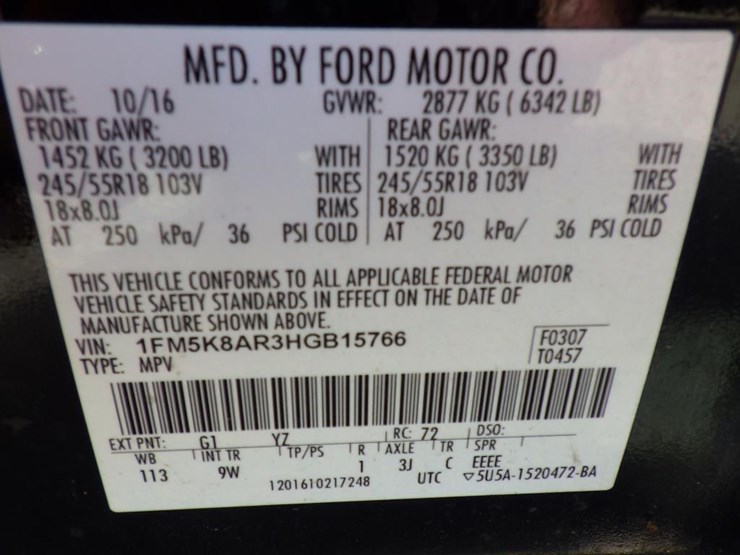 MFD. BY FORD MOTOR CO.
DATE: 10/16 GVWR: 2877 KG ( 6342 LB)
FRONT GAWR: REAR GAWR:
1452 KG ( 3200 LB) WITH 1520 KG ( 3350 LB) WITH
245/55R18 103V TIRES 245/55R18 103V TIRES
18x8.0J RIMS 18x8.0J RIMS
AT 250 kPa/ 36 PSI COLD AT 250 kPa/ 36 PSI COLD
THIS VEHICLE CONFORMS TO ALL APPLICABLE FEDERAL MOTOR
VEHICLE SAFETY STANDARDS IN EFFECT ON THE DATE OF
MANUFACTURE SHOWN ABOVE.
VIN: 1FM5K8AR3HGB15766 F0307
TYPE: MPV T0457
EXT PNT: G1 YZ RC: 72 DSO:
WB INT TR TP/PS R AXLE TR SPR
113 9W 1 3J C EEEE
1201610217248 UTC ▽5U5A-1520472-BA